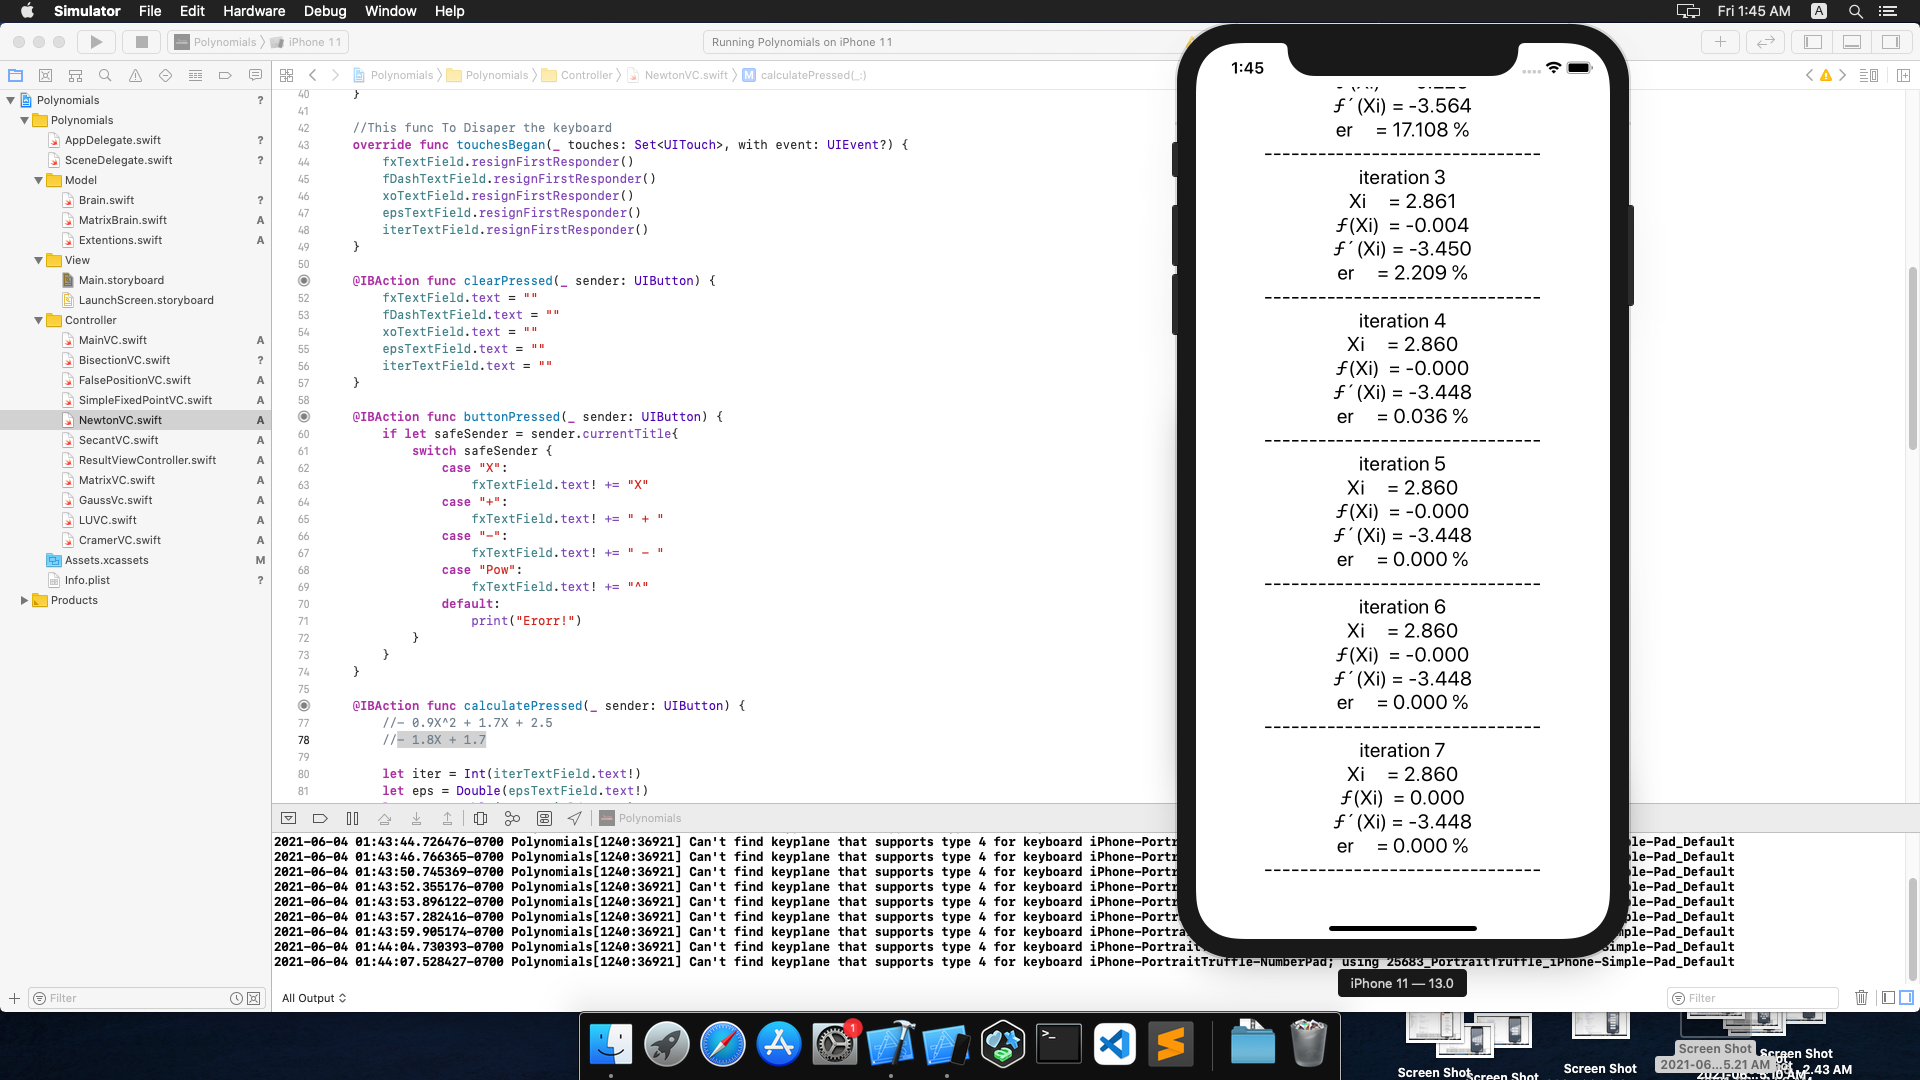 Simulator File Edit Hardware Debug Window Help
Fri 1:45 AM A
Polynomials iPhone 11
Running Polynomials on iPhone 11
Polynomials Polynomials Controller NewtonVC.swift M calculatePressed(_:)
Polynomials ?
Polynomials
AppDelegate.swift ?
SceneDelegate.swift ?
Model
Brain.swift ?
MatrixBrain.swift A
Extentions.swift A
View
Main.storyboard
LaunchScreen.storyboard
Controller
MainVC.swift A
BisectionVC.swift ?
FalsePositionVC.swift A
SimpleFixedPointVC.swift A
NewtonVC.swift A
SecantVC.swift A
ResultViewController.swift A
MatrixVC.swift A
GaussVc.swift A
LUVC.swift A
CramerVC.swift A
Assets.xcassets M
Info.plist ?
Products
Filter
40 }
41
42 //This func To Disaper the keyboard
43 override func touchesBegan(_ touches: Set<UITouch>, with event: UIEvent?) {
44 fxTextField.resignFirstResponder()
45 fDashTextField.resignFirstResponder()
46 xoTextField.resignFirstResponder()
47 epsTextField.resignFirstResponder()
48 iterTextField.resignFirstResponder()
49 }
50
@IBAction func clearPressed(_ sender: UIButton) {
52 fxTextField.text = ""
53 fDashTextField.text = ""
54 xoTextField.text = ""
55 epsTextField.text = ""
56 iterTextField.text = ""
57 }
58
@IBAction func buttonPressed(_ sender: UIButton) {
60 if let safeSender = sender.currentTitle{
61 switch safeSender {
62 case "X":
63 fxTextField.text! += "X"
64 case "+":
65 fxTextField.text! += " + "
66 case "-":
67 fxTextField.text! += " - "
68 case "Pow":
69 fxTextField.text! += "^"
70 default:
71 print("Erorr!")
72 }
73 }
74 }
75
@IBAction func calculatePressed(_ sender: UIButton) {
77 //- 0.9X^2 + 1.7X + 2.5
78 //- 1.8X + 1.7
79
80 let iter = Int(iterTextField.text!)
81 let eps = Double(epsTextField.text!)
Polynomials
2021-06-04 01:43:44.726476-0700 Polynomials[1240:36921] Can't find keyplane that supports type 4 for keyboard iPhone-Portrai le-Pad_Default
2021-06-04 01:43:46.766365-0700 Polynomials[1240:36921] Can't find keyplane that supports type 4 for keyboard iPhone-Portrai le-Pad_Default
2021-06-04 01:43:50.745369-0700 Polynomials[1240:36921] Can't find keyplane that supports type 4 for keyboard iPhone-Portrai le-Pad_Default
2021-06-04 01:43:52.355176-0700 Polynomials[1240:36921] Can't find keyplane that supports type 4 for keyboard iPhone-Portrai le-Pad_Default
2021-06-04 01:43:53.896122-0700 Polynomials[1240:36921] Can't find keyplane that supports type 4 for keyboard iPhone-Portrai le-Pad_Default
2021-06-04 01:43:57.282416-0700 Polynomials[1240:36921] Can't find keyplane that supports type 4 for keyboard iPhone-Portrai le-Pad_Default
2021-06-04 01:43:59.905174-0700 Polynomials[1240:36921] Can't find keyplane that supports type 4 for keyboard iPhone-Portrai ple-Pad_Default
2021-06-04 01:44:04.730393-0700 Polynomials[1240:36921] Can't find keyplane that supports type 4 for keyboard iPhone-Portrait imple-Pad_Default
2021-06-04 01:44:07.528427-0700 Polynomials[1240:36921] Can't find keyplane that supports type 4 for keyboard iPhone-PortraitTruffle-NumberPad; using 25683_PortraitTruffle_iPhone-Simple-Pad_Default
All Output
Filter
1:45
ƒ´(Xi) = -3.564
er = 17.108 %
-------------------------------
iteration 3
Xi = 2.861
ƒ(Xi) = -0.004
ƒ´(Xi) = -3.450
er = 2.209 %
-------------------------------
iteration 4
Xi = 2.860
ƒ(Xi) = -0.000
ƒ´(Xi) = -3.448
er = 0.036 %
-------------------------------
iteration 5
Xi = 2.860
ƒ(Xi) = -0.000
ƒ´(Xi) = -3.448
er = 0.000 %
-------------------------------
iteration 6
Xi = 2.860
ƒ(Xi) = -0.000
ƒ´(Xi) = -3.448
er = 0.000 %
-------------------------------
iteration 7
Xi = 2.860
ƒ(Xi) = 0.000
ƒ´(Xi) = -3.448
er = 0.000 %
-------------------------------
iPhone 11 — 13.0
1
>_
Screen Shot
Screen Shot
Screen Shot
Screen Shot
2021-06...5.21 AM
Screen Shot
2.43 AM